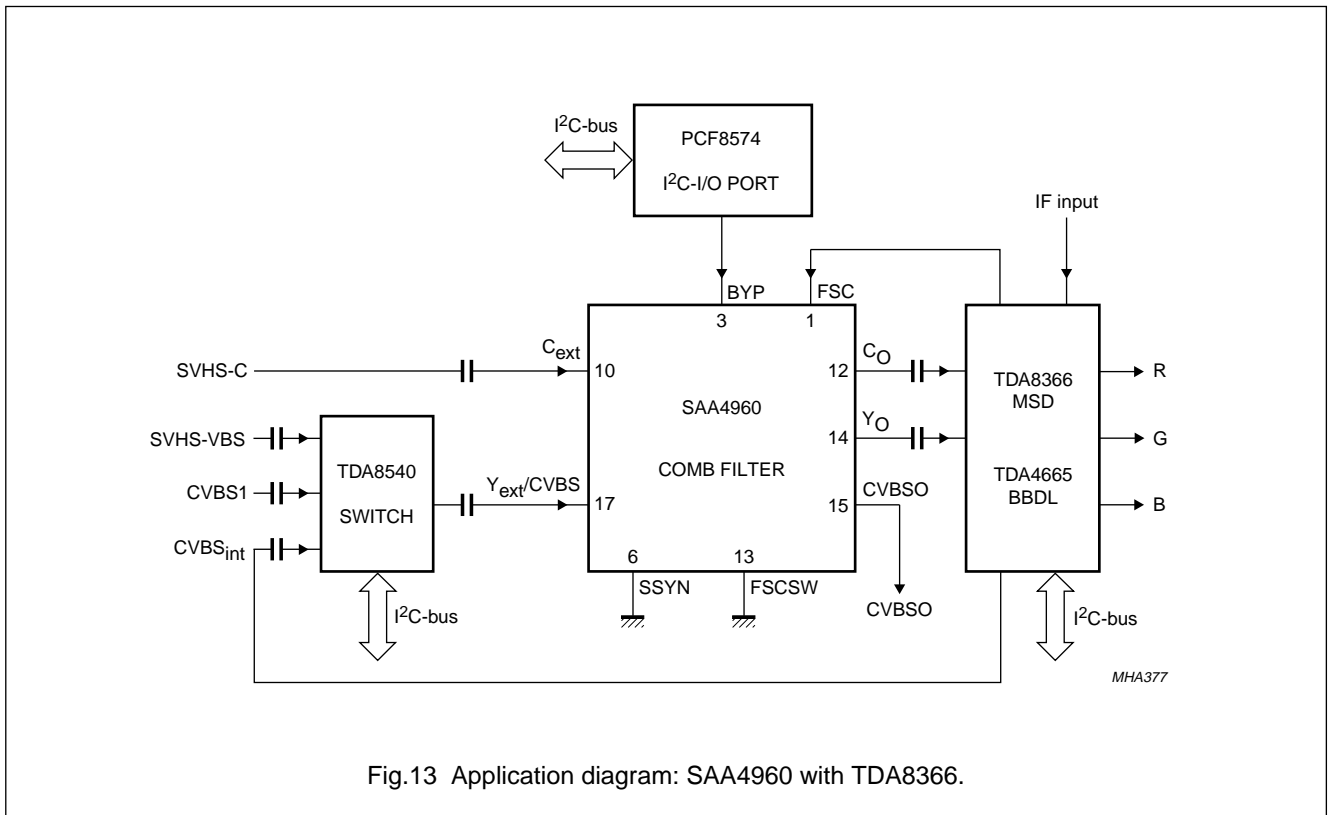 I2C-bus
PCF8574
I2C-I/O PORT
IF input
BYP
FSC
3
1
SVHS-C
Cext
10
12
CO
TDA8366
MSD
R
SAA4960
SVHS-VBS
14
YO
G
TDA8540
COMB FILTER
TDA4665
BBDL
CVBS1
SWITCH
Yext/CVBS
17
15
CVBSO
B
CVBSint
6
13
SSYN
FSCSW
CVBSO
I2C-bus
I2C-bus
MHA377
Fig.13 Application diagram: SAA4960 with TDA8366.